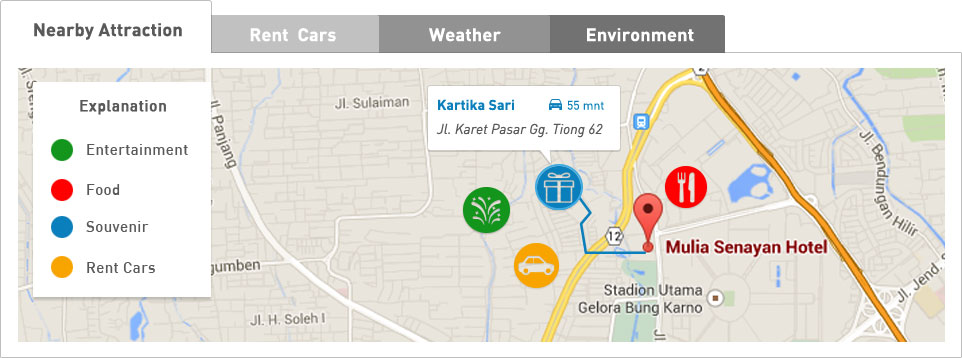 Nearby Attraction
Rent Cars
Weather
Environment
Explanation
Entertainment
Food
Souvenir
Rent Cars
Jl. Panjang
Jl. Sulaiman
Kartika Sari
55 mnt
Jl. Karet Pasar Gg. Tiong 62
2
12
Mulia Senayan Hotel
Stadion Utama
Gelora Bung Karno
Jl. Bendungan Hilir
Jl. Jend.
gumben
Jl. H. Soleh I